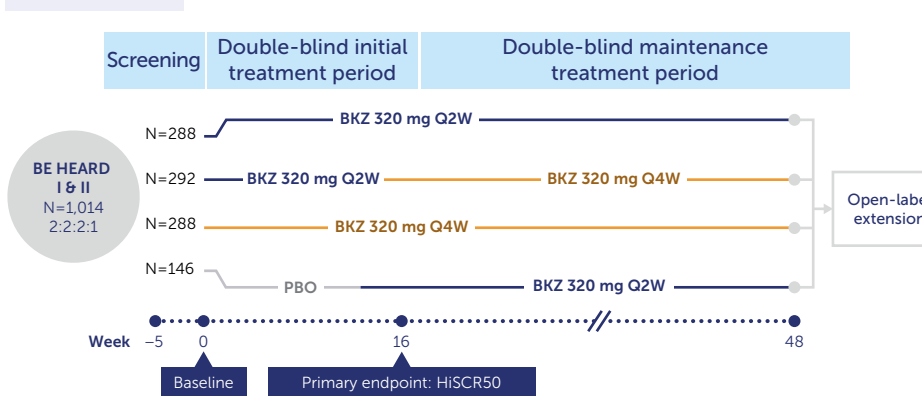 Screening
Double-blind initial
treatment period
Double-blind maintenance
treatment period
BE HEARD
I & II
N=1,014
2:2:2:1
N=288
BKZ 320 mg Q2W
N=292
BKZ 320 mg Q2W
BKZ 320 mg Q4W
N=288
BKZ 320 mg Q4W
N=146
PBO
BKZ 320 mg Q2W
Open-labe
extension
Week
−5
0
16
48
Baseline
Primary endpoint: HiSCR50